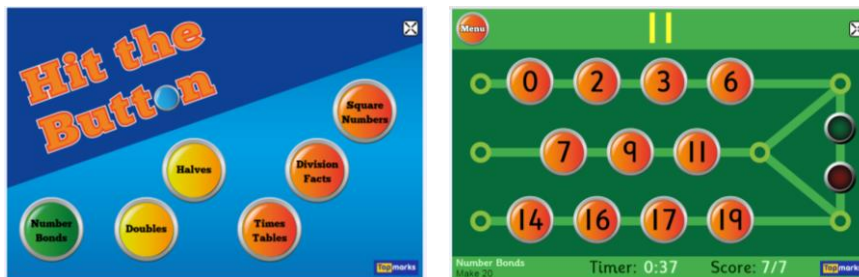 Hit the
Button
Square
Numbers
Halves
Division
Facts
Number
Bonds
Doubles
Times
Tables
Topmarks
Menu
11
0 2 3 6
7 9 11
14 16 17 19
Number Bonds
Make 20
Timer: 0:37
Score: 7/7
Topmarks